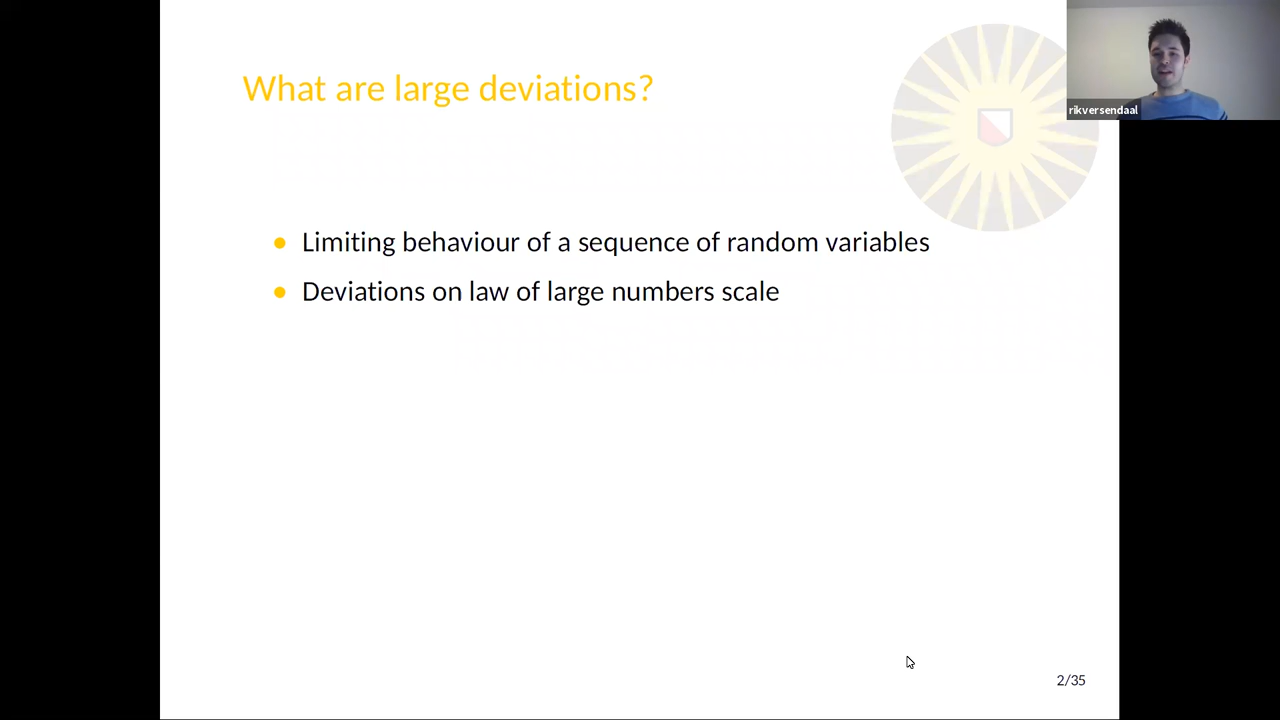 What are large deviations?
rikversendaal
Limiting behaviour of a sequence of random variables
Deviations on law of large numbers scale
2/35